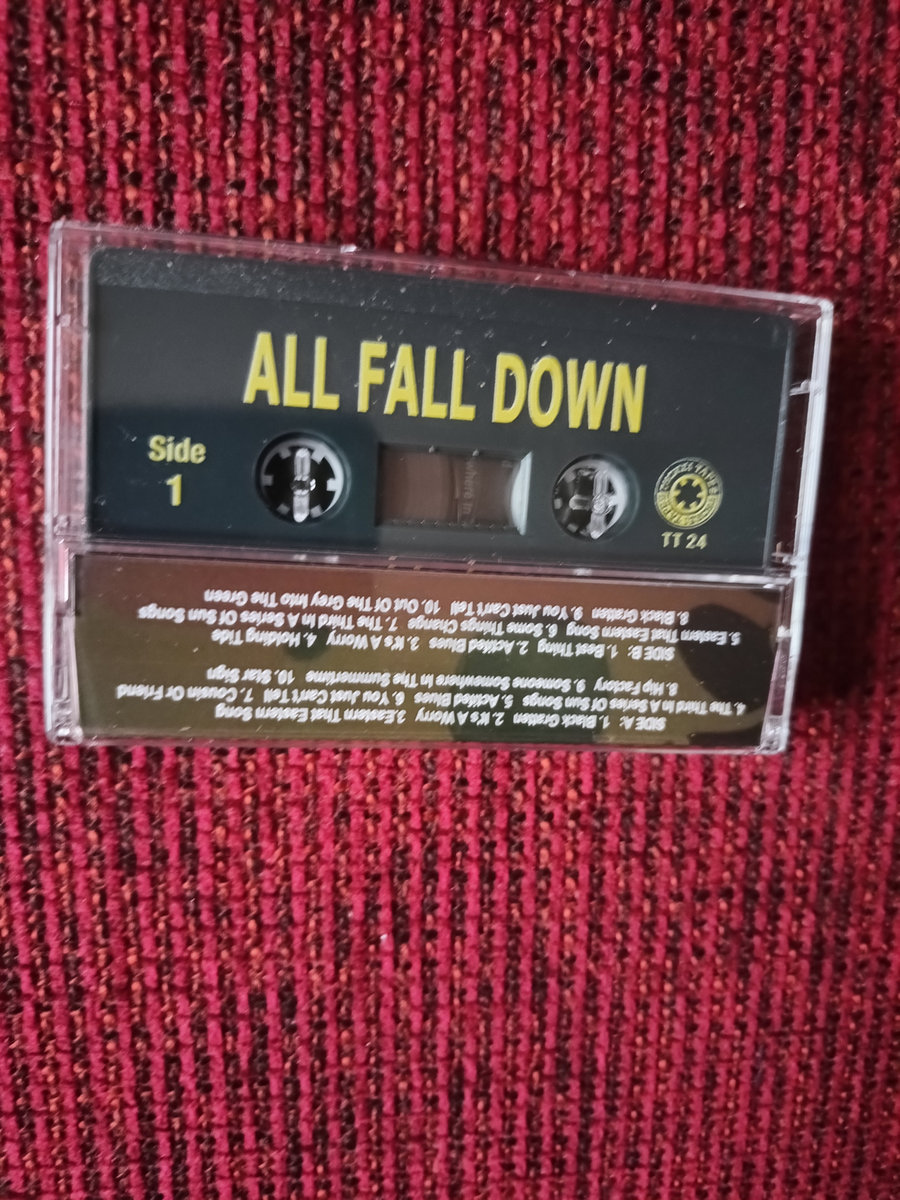 ALL FALL DOWN
Side
1
TT 24
SIDE A: 1. Black Gratten 2. It's A Worry 3.Eastern That Eastern Song
4. The Third In A Series Of Sun Songs 5. Actified Blues 6. You Just Can't Tell 7. Cousin Or Friend
8. Hip Factory 9. Someone Somewhere In The Summertime 10. Star Sign
SIDE B: 1. Best Thing 2. Actified Blues 3. It's A Worry 4. Holding Tide
5. Eastern That Eastern Song 6. Some Things Change 7. The Third In A Series Of Sun Songs
8. Black Gratten 9. You Just Can't Tell 10. Out Of The Grey Into The Green